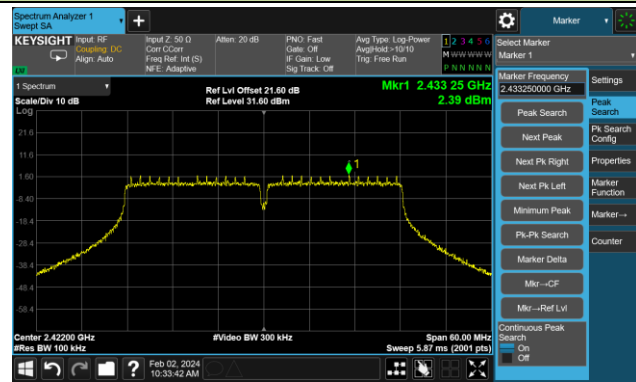 Spectrum Analyzer 1
Swept SA
Marker
KEYSIGHT
Input: RF
Coupling: DC
Align: Auto
Input Z: 50 Ω
Corr CCorr
Freq Ref: Int (S)
NFE: Adaptive
Atten: 20 dB
PNO: Fast
Gate: Off
IF Gain: Low
Sig Track: Off
Avg Type: Log-Power
Avg|Hold:>10/10
Trig: Free Run
1 2 3 4 5 6
M W W W W W
P N N N N N
Select Marker
Marker 1
1 Spectrum
Scale/Div 10 dB
Log
Ref Lvl Offset 21.60 dB
Ref Level 31.60 dBm
Mkr1 2.433 25 GHz
2.39 dBm
21.6
11.6
1.60
-8.40
-18.4
-28.4
-38.4
-48.4
-58.4
1
Center 2.42200 GHz
#Res BW 100 kHz
#Video BW 300 kHz
Span 60.00 MHz
Sweep 5.87 ms (2001 pts)
Marker Frequency
2.433250000 GHz
Peak Search
Next Peak
Next Pk Right
Next Pk Left
Minimum Peak
Pk-Pk Search
Marker Delta
Mkr→CF
Mkr→Ref Lvl
Continuous Peak
Search
On
Off
Settings
Peak
Search
Pk Search
Config
Properties
Marker
Function
Marker→
Counter
Feb 02, 2024
10:33:42 AM